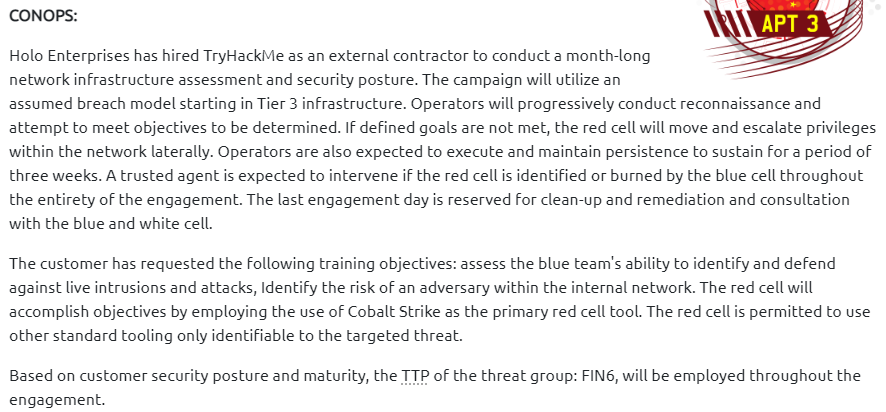 CONOPS:
APT 3
Holo Enterprises has hired TryHackMe as an external contractor to conduct a month-long
network infrastructure assessment and security posture. The campaign will utilize an
assumed breach model starting in Tier 3 infrastructure. Operators will progressively conduct reconnaissance and
attempt to meet objectives to be determined. If defined goals are not met, the red cell will move and escalate privileges
within the network laterally. Operators are also expected to execute and maintain persistence to sustain for a period of
three weeks. A trusted agent is expected to intervene if the red cell is identified or burned by the blue cell throughout
the entirety of the engagement. The last engagement day is reserved for clean-up and remediation and consultation
with the blue and white cell.
The customer has requested the following training objectives: assess the blue team's ability to identify and defend
against live intrusions and attacks, Identify the risk of an adversary within the internal network. The red cell will
accomplish objectives by employing the use of Cobalt Strike as the primary red cell tool. The red cell is permitted to use
other standard tooling only identifiable to the targeted threat.
Based on customer security posture and maturity, the TTP of the threat group: FIN6, will be employed throughout the
engagement.